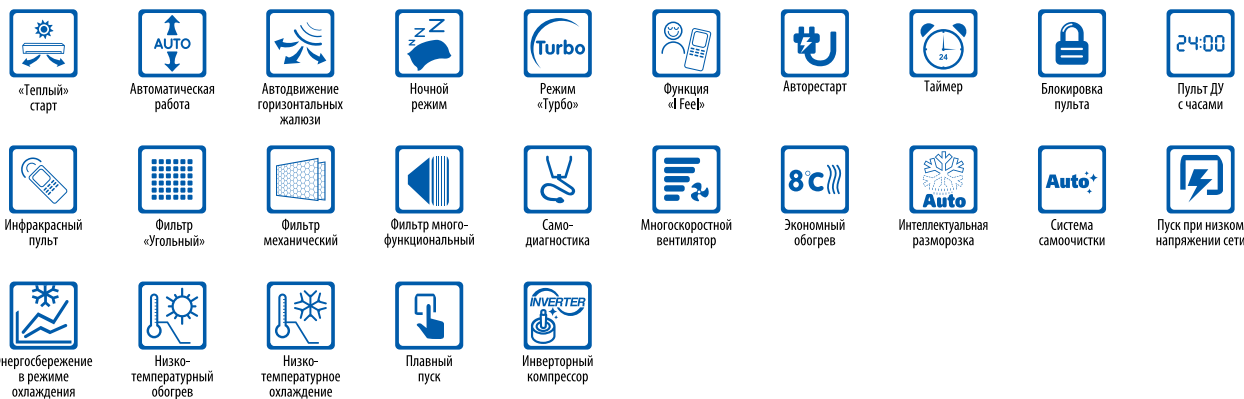 AUTO
Z Z Z
Turbo
24
24:00
«Теплый»
старт
Автоматическая
работа
Автодвижение
горизонтальных
жалюзи
Ночной
режим
Режим
«Турбо»
Функция
«I Feel»
Авторестарт
Таймер
Блокировка
пульта
Пульт ДУ
с часами
8°C
Auto
Auto
Инфракрасный
пульт
Фильтр
«Угольный»
Фильтр
механический
Фильтр много-
функциональный
Само-
диагностика
Многоскоростной
вентилятор
Экономный
обогрев
Интеллектуальная
разморозка
Система
самоочистки
Пуск при низком
напряжении сети
INVERTER
нергосбережение
в режиме
охлаждения
Низко-
температурный
обогрев
Низко-
температурное
охлаждение
Плавный
пуск
Инверторный
компрессор